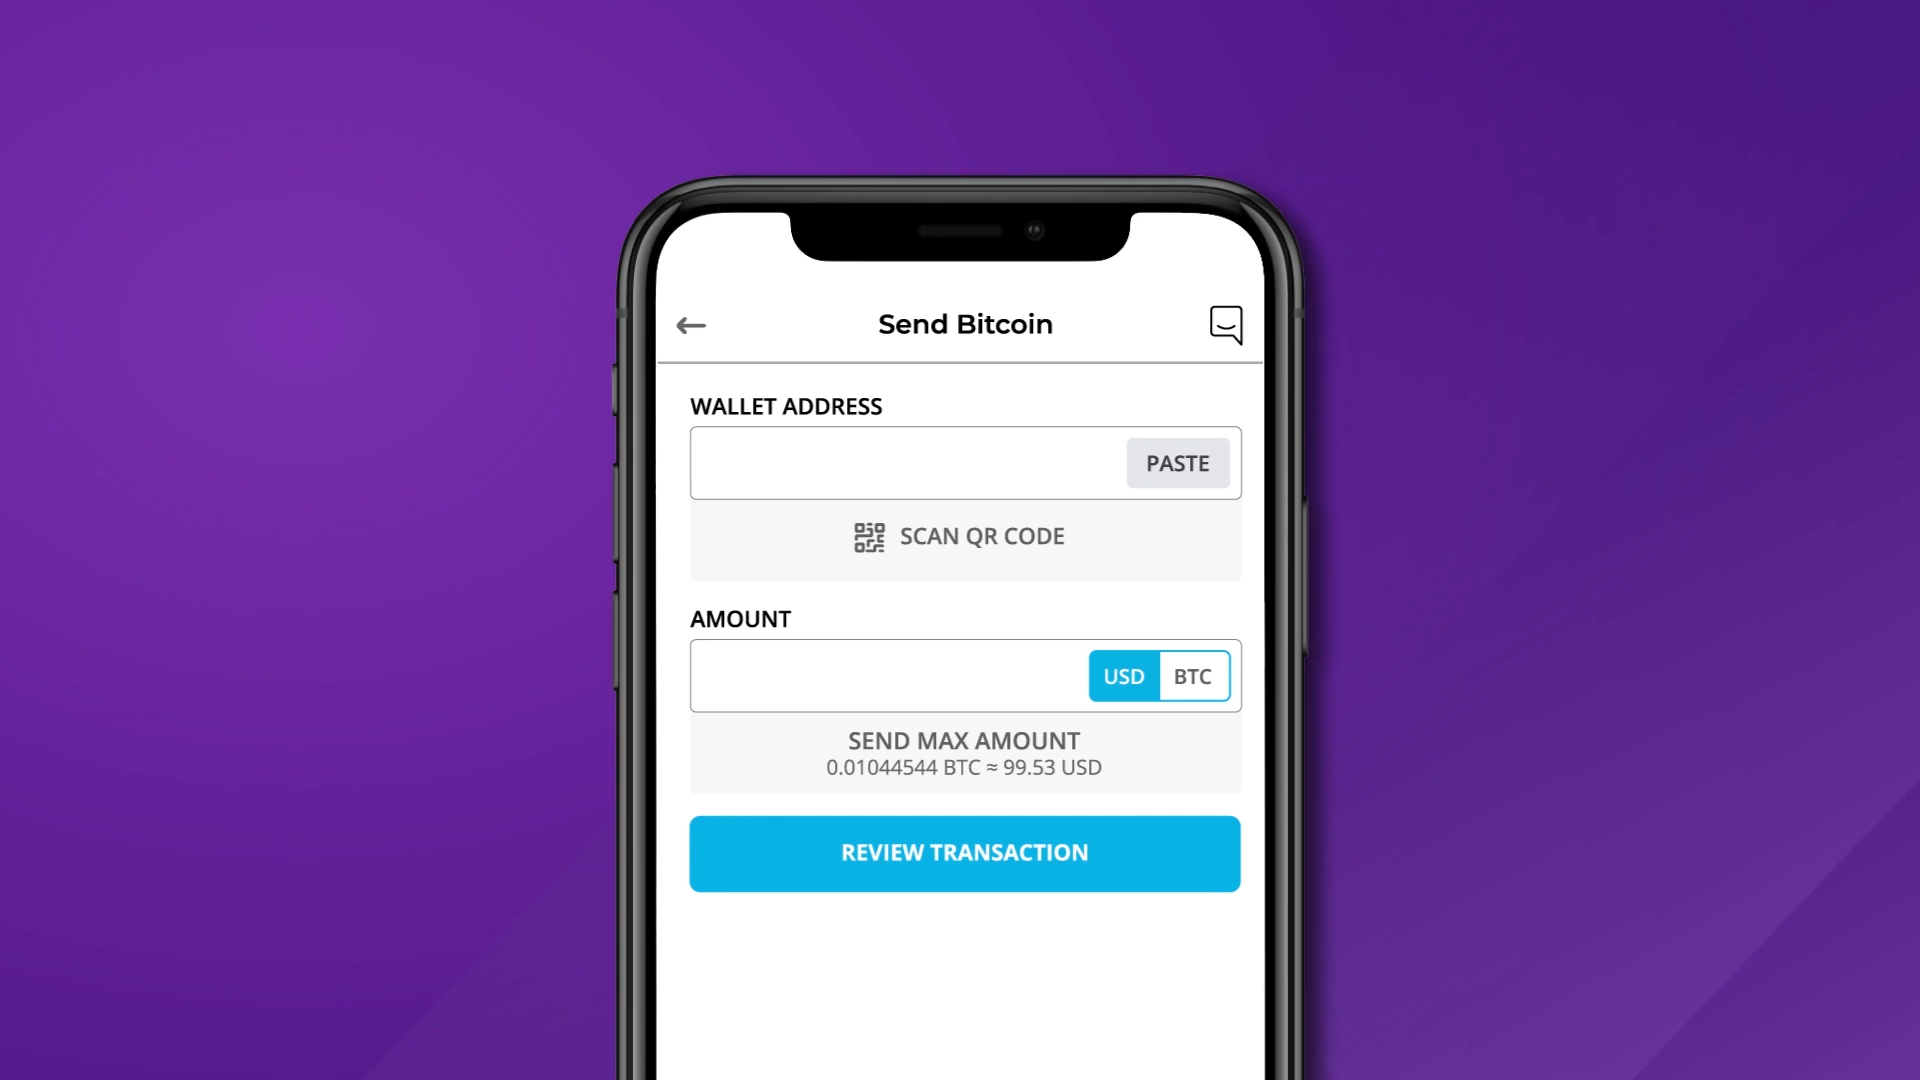 Send Bitcoin
WALLET ADDRESS
PASTE
SCAN QR CODE
AMOUNT
USD BTC
SEND MAX AMOUNT
0.01044544 BTC ≈ 99.53 USD
REVIEW TRANSACTION